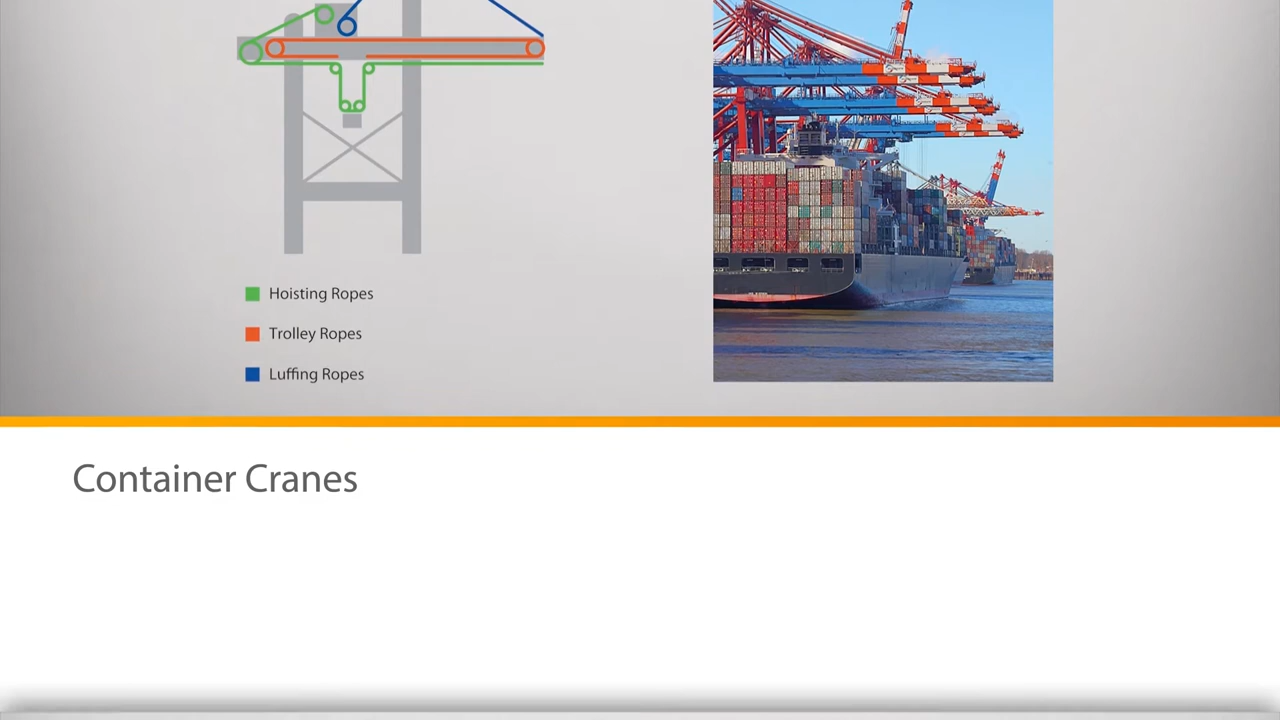 Hoisting Ropes
Trolley Ropes
Luffing Ropes
Container Cranes